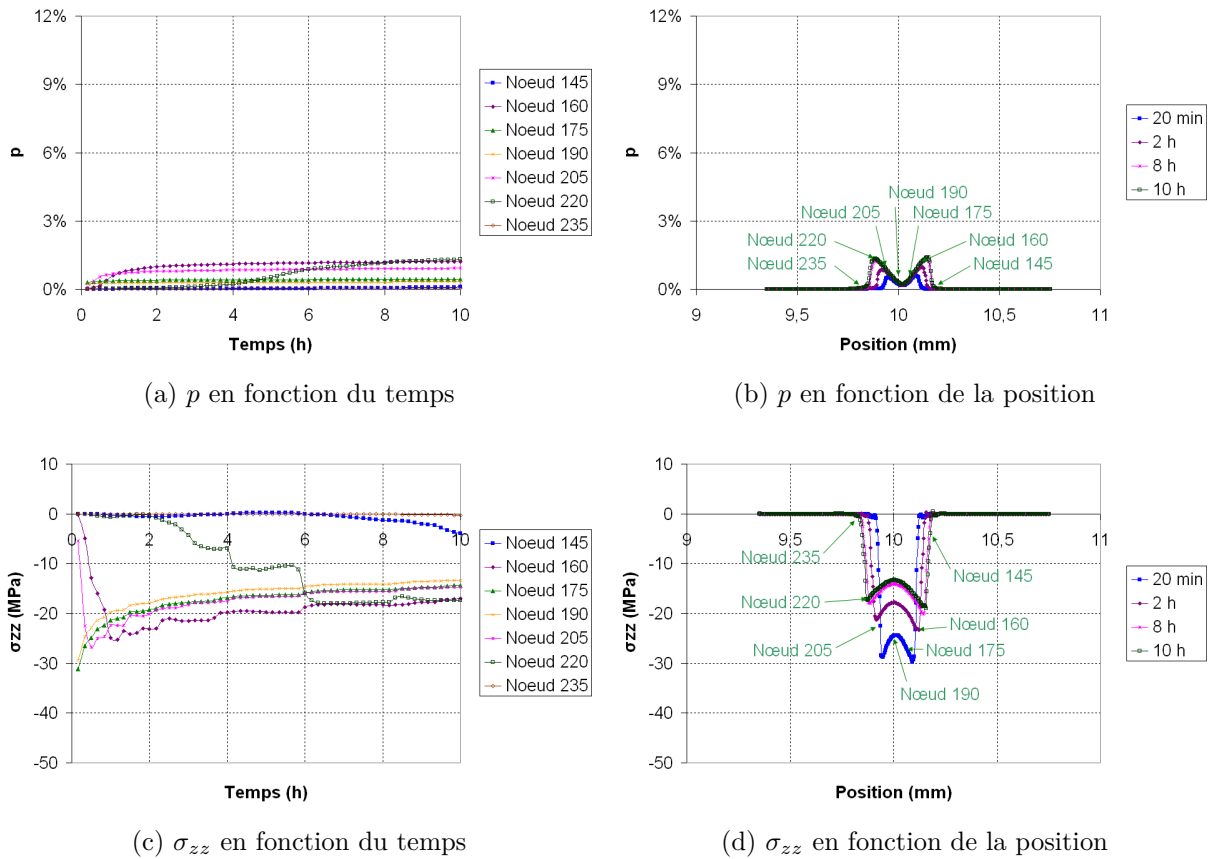 12%
9%
6%
3%
0%
p
0 2 4 6 8 10
Temps (h)
Noeud 145
Noeud 160
Noeud 175
Noeud 190
Noeud 205
Noeud 220
Noeud 235
(a) p en fonction du temps
12%
9%
6%
3%
0%
p
Nœud 190
Nœud 205
Nœud 175
Nœud 220
Nœud 160
Nœud 235
Nœud 145
9 9,5 10 10,5 11
Position (mm)
20 min
2 h
8 h
10 h
(b) p en fonction de la position
10
0
-10
-20
-30
-40
-50
σzz (MPa)
0 2 4 6 8 10
Temps (h)
Noeud 145
Noeud 160
Noeud 175
Noeud 190
Noeud 205
Noeud 220
Noeud 235
(c) σzz en fonction du temps
10
0
-10
-20
-30
-40
-50
σzz (MPa)
9 9,5 10 10,5 11
Nœud 235
Nœud 145
Nœud 220
Nœud 160
Nœud 205
Nœud 175
Nœud 190
Position (mm)
20 min
2 h
8 h
10 h
(d) σzz en fonction de la position